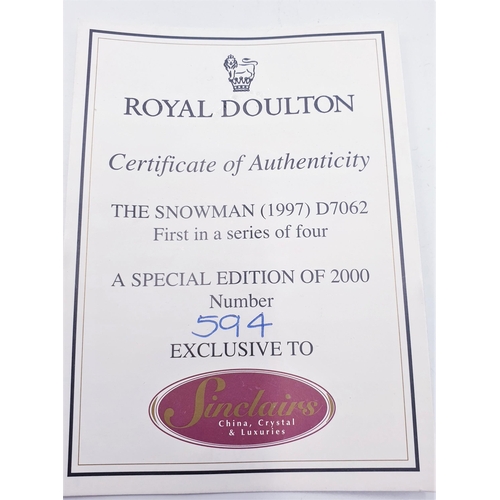 ROYAL DOULTON
Certificate of Authenticity
THE SNOWMAN (1997) D7062
First in a series of four
A SPECIAL EDITION OF 2000
Number
594
EXCLUSIVE TO
Sinclairs
China, Crystal
& Luxuries